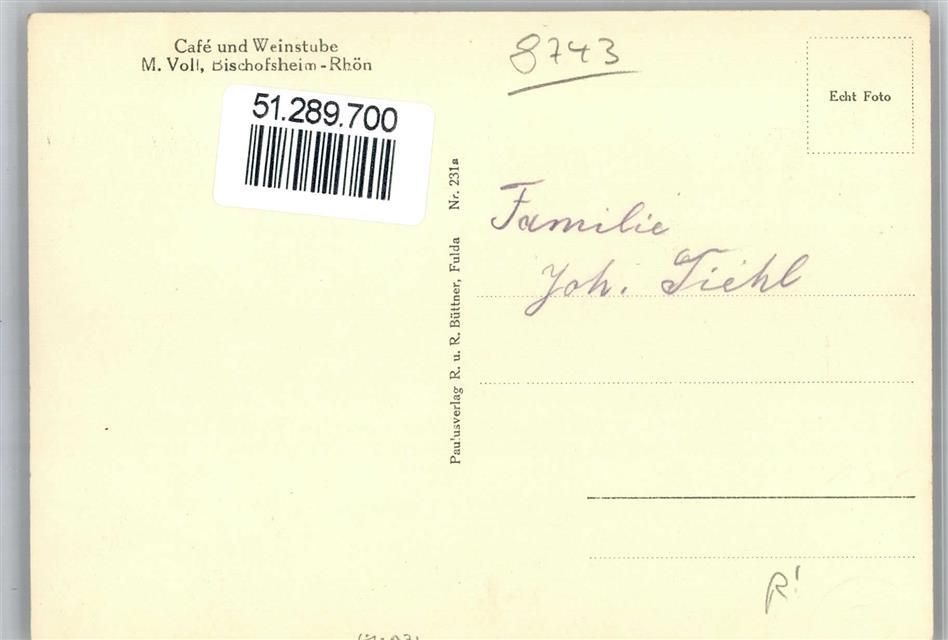 Café und Weinstube
M. Voll, Bischofsheim-Rhön
51.289.700
8743
Echt Foto
Paulusverlag R. u. R. Büttner, Fulda Nr. 231a
Familie
Joh. Tiehl
R!